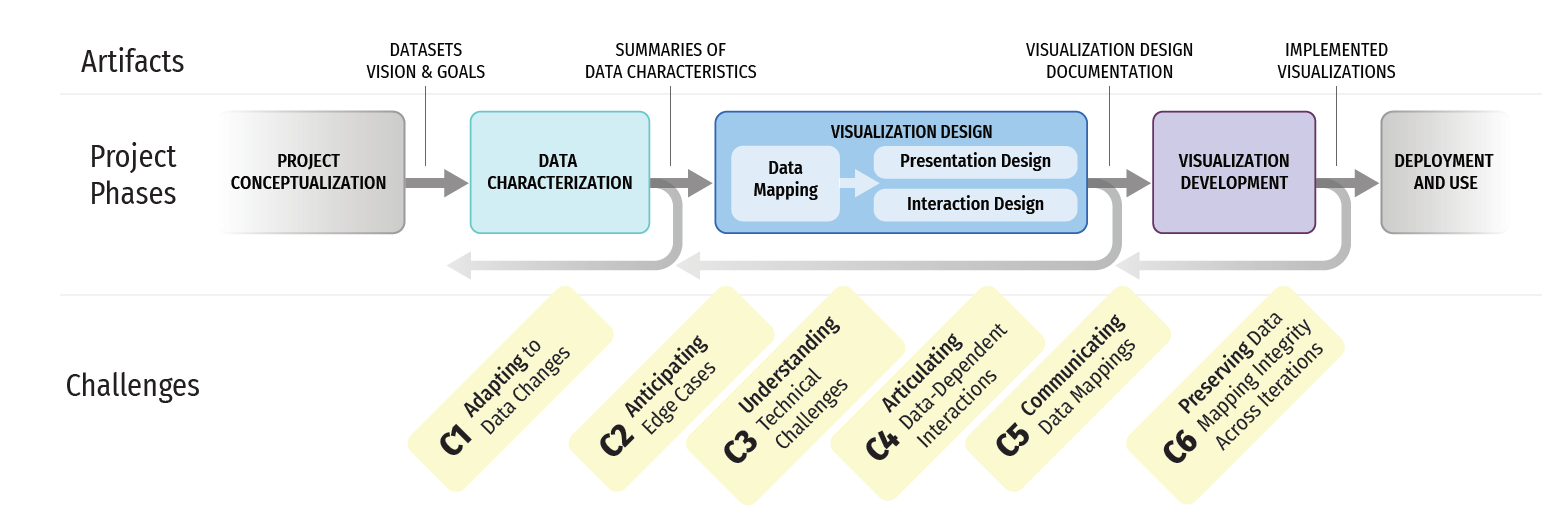 Artifacts
DATASETS
VISION & GOALS
SUMMARIES OF
DATA CHARACTERISTICS
VISUALIZATION DESIGN
DOCUMENTATION
IMPLEMENTED
VISUALIZATIONS
Project
Phases
PROJECT
CONCEPTUALIZATION
DATA
CHARACTERIZATION
VISUALIZATION DESIGN
Data
Mapping
Presentation Design
Interaction Design
VISUALIZATION
DEVELOPMENT
DEPLOYMENT
AND USE
Challenges
C1 Adapting to
Data Changes
C2 Anticipating
Edge Cases
C3 Understanding
Technical
Challenges
C4 Articulating
Data-Dependent
Interactions
C5 Communicating
Data Mappings
C6 Preserving Data
Mapping Integrity
Across Iterations